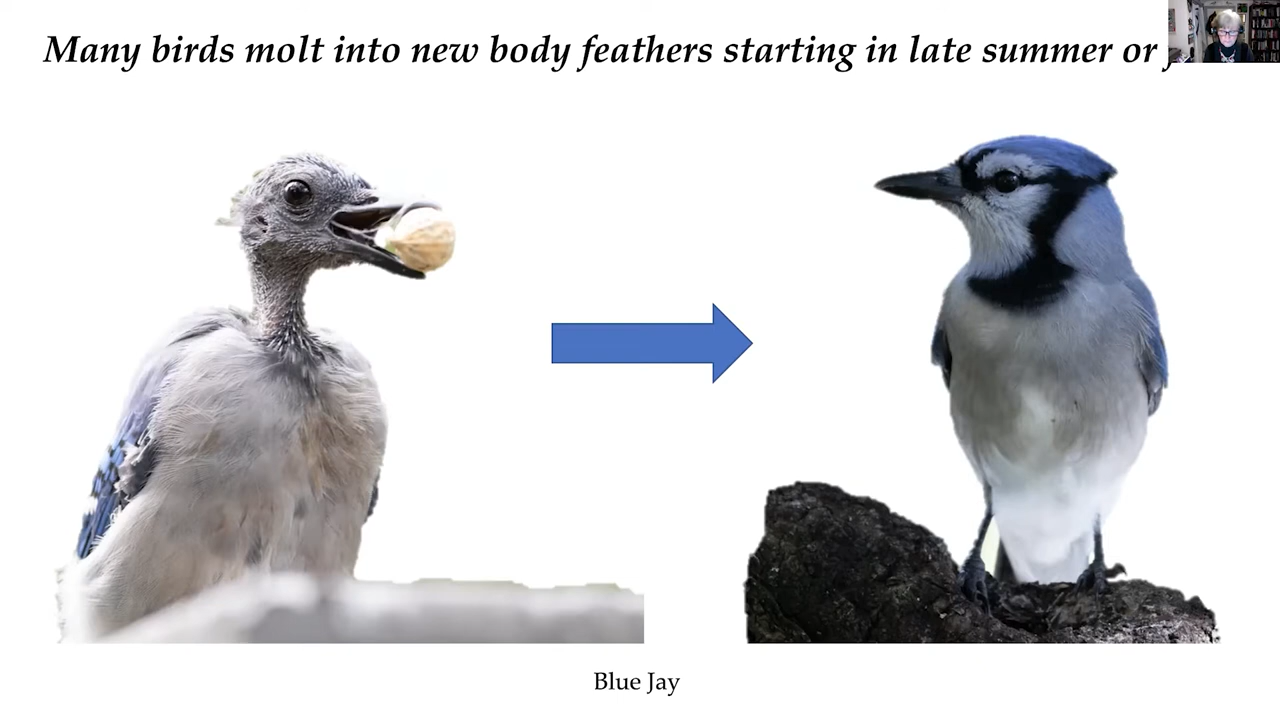 Many birds molt into new body feathers starting in late summer or
Blue Jay